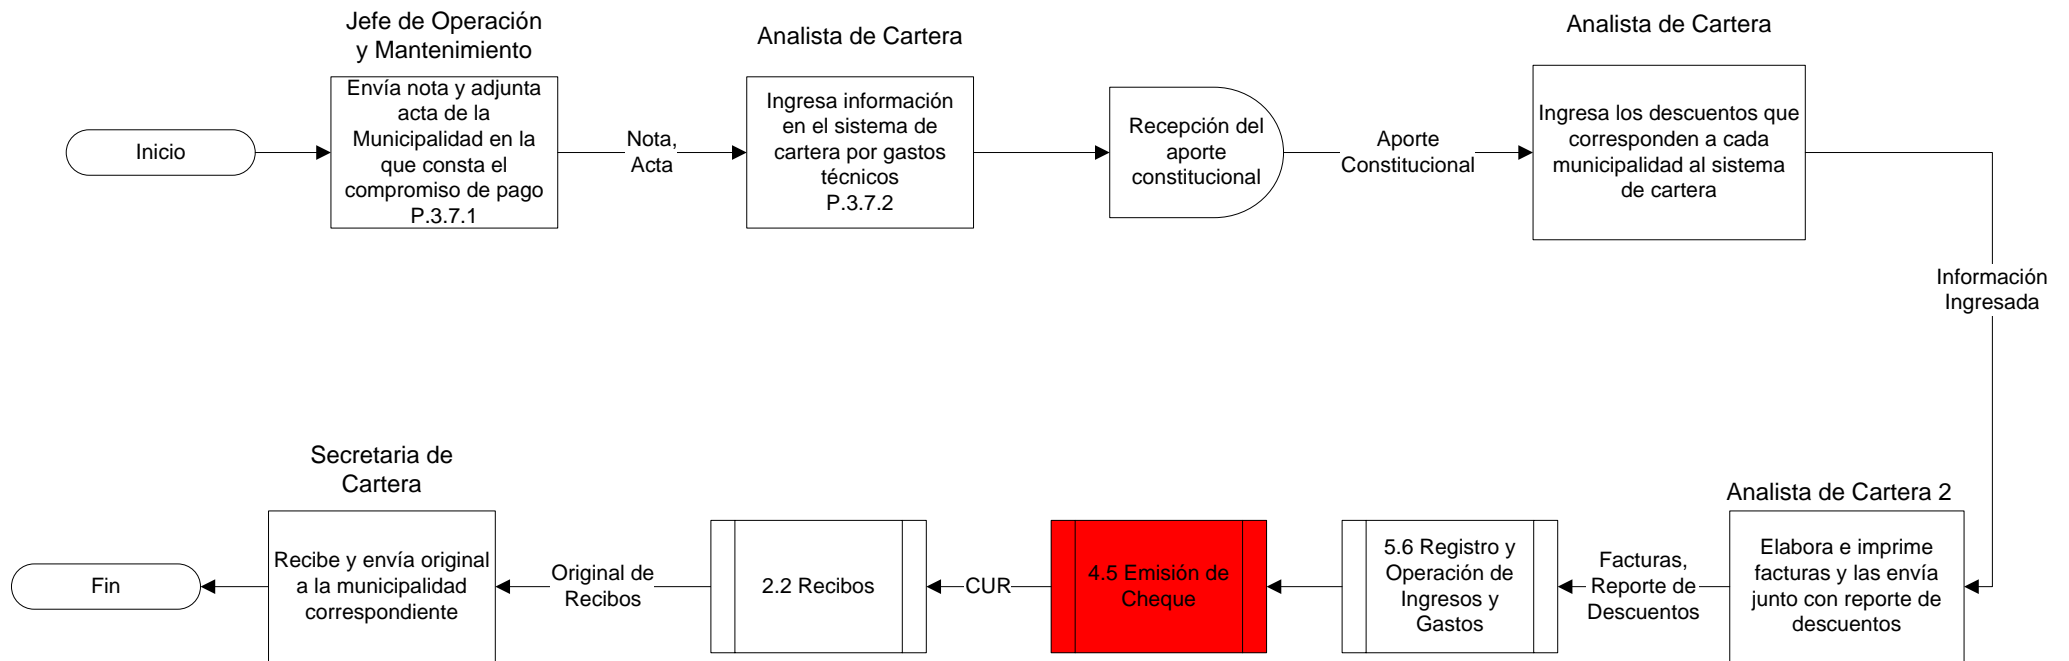 Jefe de Operación
y Mantenimiento
Analista de Cartera
Analista de Cartera
Inicio
Envía nota y adjunta
acta de la
Municipalidad en la
que consta el
compromiso de pago
P.3.7.1
Nota,
Acta
Ingresa información
en el sistema de
cartera por gastos
técnicos
P.3.7.2
Recepción del
aporte
constitucional
Aporte
Constitucional
Ingresa los descuentos que
corresponden a cada
municipalidad al sistema
de cartera
Información
Ingresada
Secretaria de
Cartera
Analista de Cartera 2
Fin
Recibe y envía original
a la municipalidad
correspondiente
Original de
Recibos
2.2 Recibos
CUR
4.5 Emisión de
Cheque
5.6 Registro y
Operación de
Ingresos y
Gastos
Facturas,
Reporte de
Descuentos
Elabora e imprime
facturas y las envía
junto con reporte de
descuentos